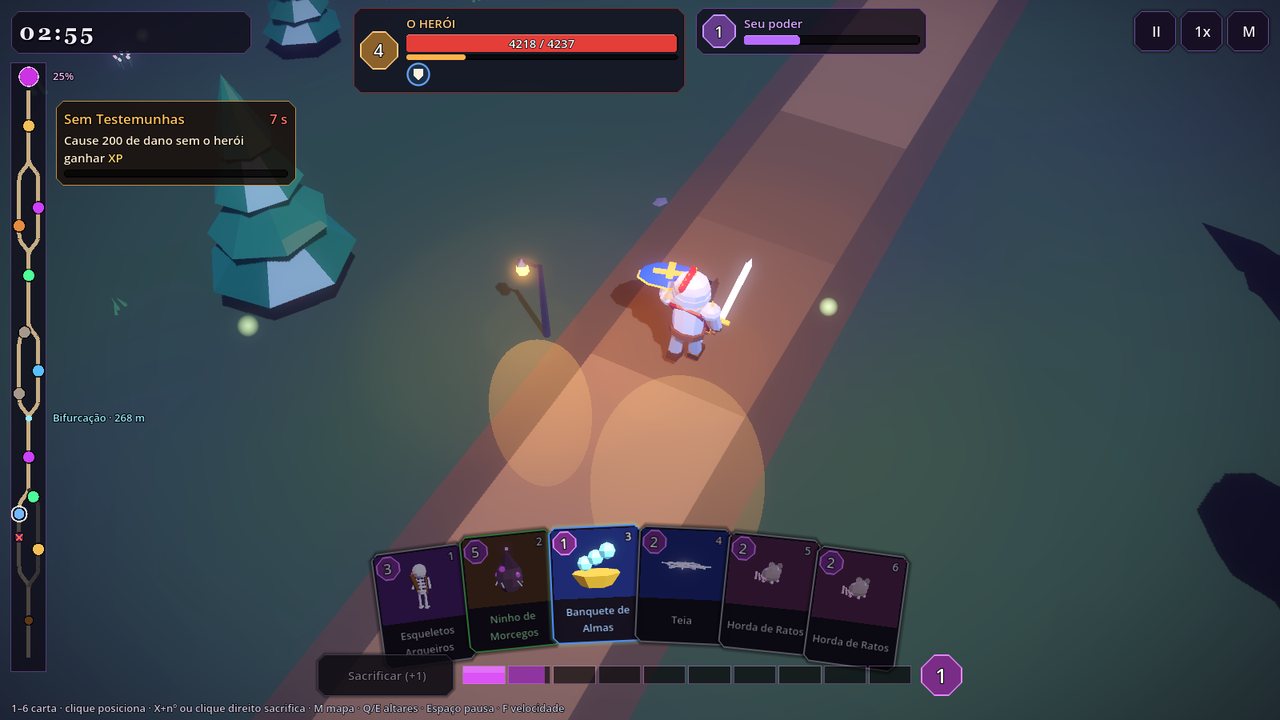 02:55
O HERÓI
4
4218 / 4237
1
Seu poder
II
1x
M
25%
Sem Testemunhas
7 s
Cause 200 de dano sem o herói
ganhar XP
Bifurcação · 268 m
3
1
Esqueletos
Arqueiros
5
2
Ninho de
Morcegos
1
3
Banquete de
Almas
2
4
Teia
2
5
Horda de Ratos
2
6
Horda de Ratos
Sacrificar (+1)
1
1–6 carta · clique posiciona · X+nº ou clique direito sacrifica · M mapa · Q/E altares · Espaço pausa · F velocidade